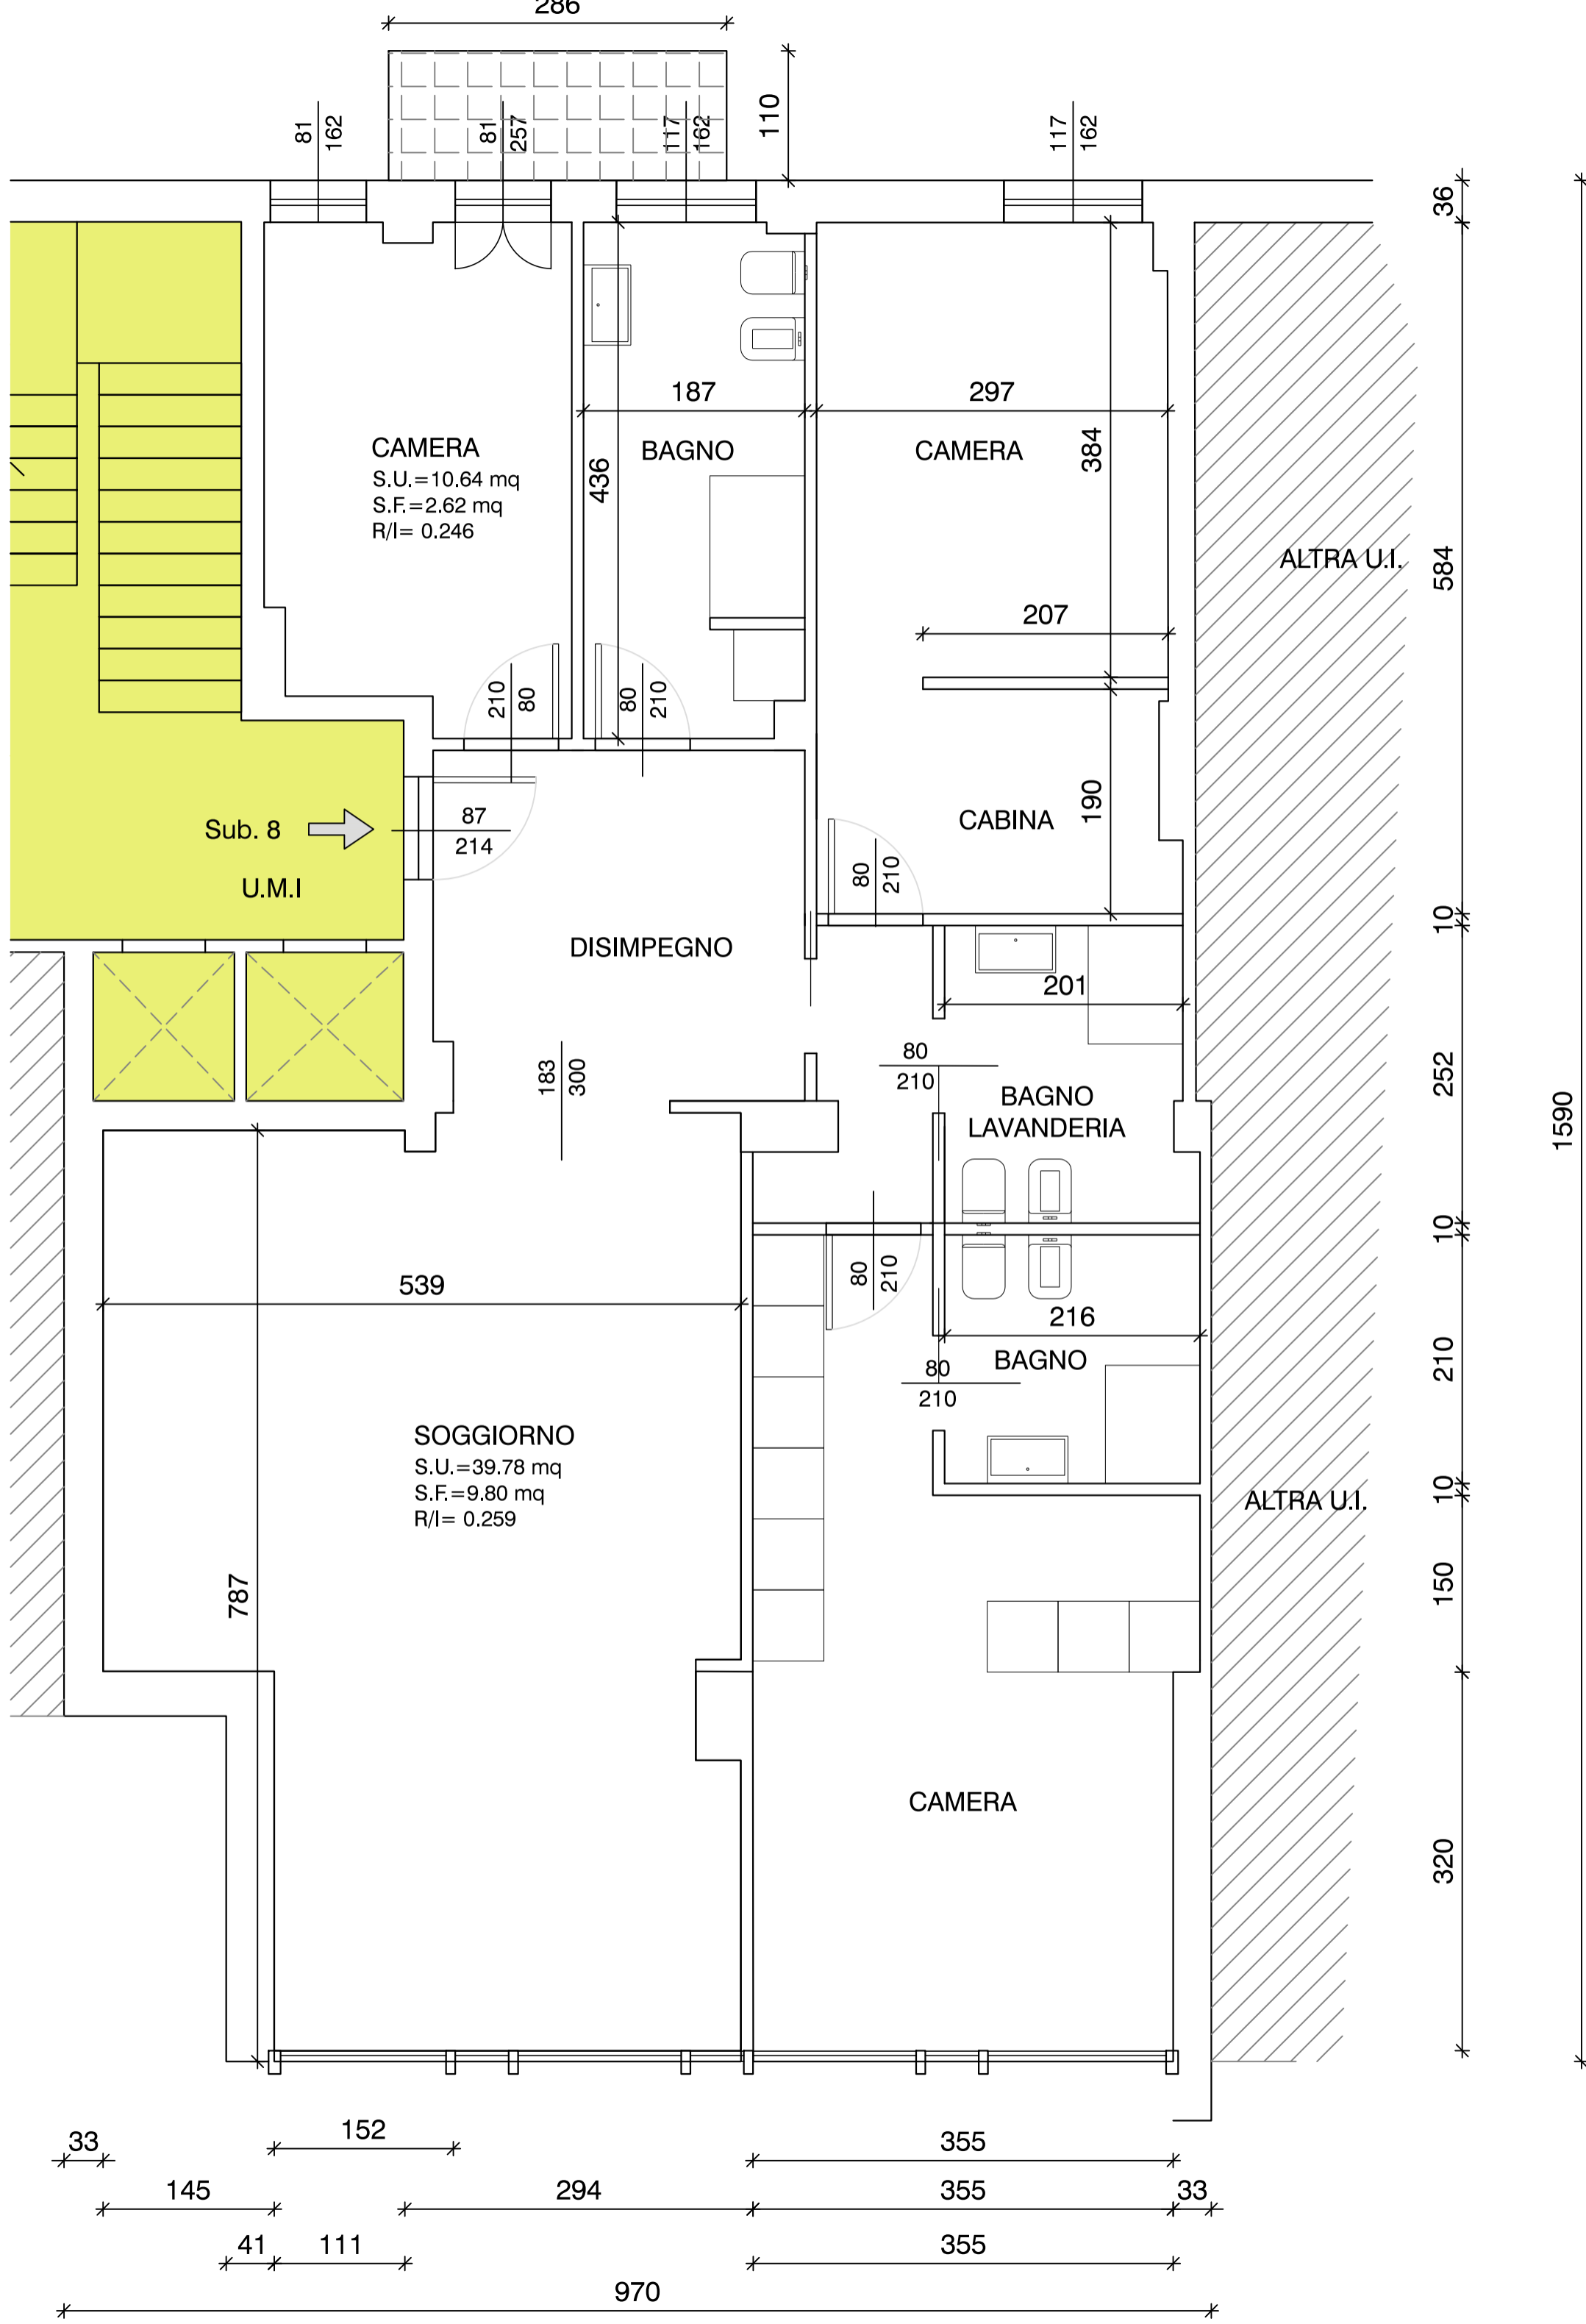 286
110
81
162
81
257
117
162
117
162
36
187
297
CAMERA
S.U.=10.64 mq
S.F.=2.62 mq
R/I= 0.246
BAGNO
436
CAMERA
384
ALTRA U.I.
584
207
210
80
80
210
Sub. 8
87
214
U.M.I
CABINA
190
80
210
10
DISIMPEGNO
201
183
300
80
210
BAGNO
LAVANDERIA
252
1590
10
539
80
210
216
80
210
BAGNO
210
SOGGIORNO
S.U.=39.78 mq
S.F.=9.80 mq
R/I= 0.259
ALTRA U.I.
10
787
150
CAMERA
320
33
152
355
145
294
355
33
41
111
355
970